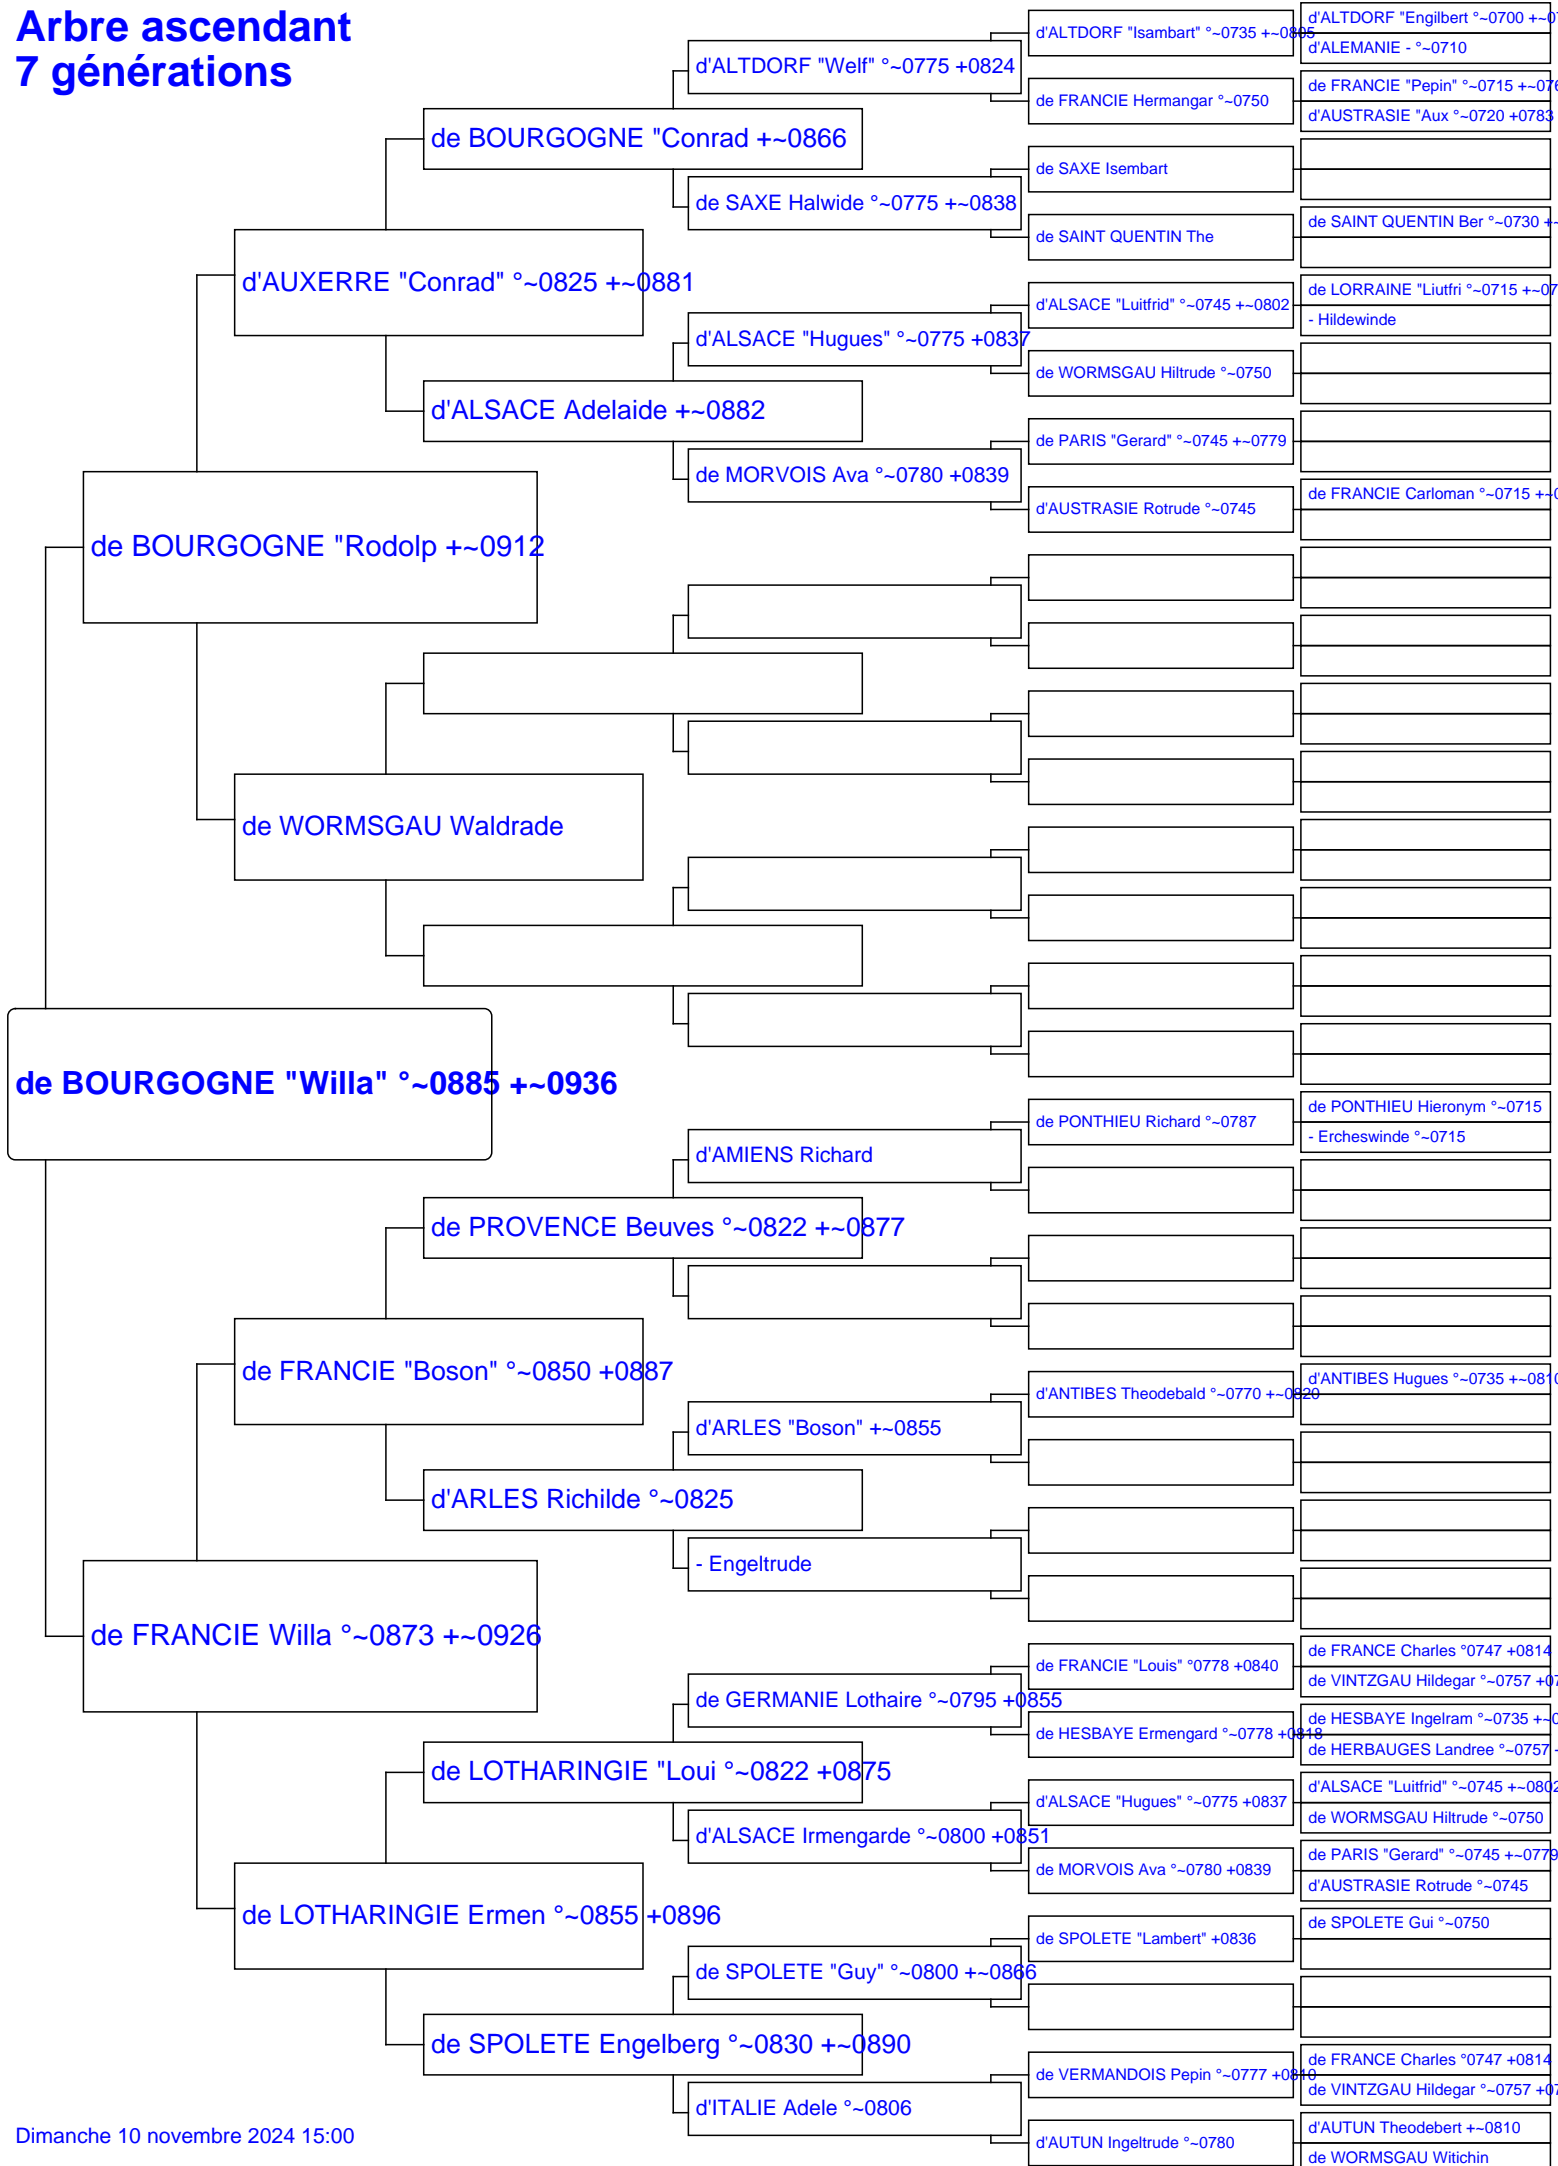 Arbre ascendant
7 générations
d'ALTDORF "Engilbert °~0700 +~07
d'ALTDORF "Isambart" °~0735 +~0805
d'ALEMANIE - °~0710
d'ALTDORF "Welf" °~0775 +0824
de FRANCIE "Pepin" °~0715 +~076
de FRANCIE Hermangar °~0750
d'AUSTRASIE "Aux °~0720 +0783
de BOURGOGNE "Conrad +~0866
de SAXE Isembart
de SAXE Halwide °~0775 +~0838
de SAINT QUENTIN Ber °~0730 +~
de SAINT QUENTIN The
d'AUXERRE "Conrad" °~0825 +~0881
de LORRAINE "Liutfri °~0715 +~07
d'ALSACE "Luitfrid" °~0745 +~0802
- Hildewinde
d'ALSACE "Hugues" °~0775 +0837
de WORMSGAU Hiltrude °~0750
d'ALSACE Adelaide +~0882
de PARIS "Gerard" °~0745 +~0779
de MORVOIS Ava °~0780 +0839
de FRANCIE Carloman °~0715 +~0
d'AUSTRASIE Rotrude °~0745
de BOURGOGNE "Rodolp +~0912
de WORMSGAU Waldrade
de BOURGOGNE "Willa" °~0885 +~0936
de PONTHIEU Hieronym °~0715
de PONTHIEU Richard °~0787
- Ercheswinde °~0715
d'AMIENS Richard
de PROVENCE Beuves °~0822 +~0877
de FRANCIE "Boson" °~0850 +0887
d'ANTIBES Hugues °~0735 +~0810
d'ANTIBES Theodebald °~0770 +~0820
d'ARLES "Boson" +~0855
d'ARLES Richilde °~0825
- Engeltrude
de FRANCIE Willa °~0873 +~0926
de FRANCE Charles °0747 +0814
de FRANCIE "Louis" °0778 +0840
de VINTZGAU Hildegar °~0757 +07
de GERMANIE Lothaire °~0795 +0855
de HESBAYE Ingelram °~0735 +~0
de HESBAYE Ermengard °~0778 +0818
de HERBAUGES Landree °~0757 +
de LOTHARINGIE "Loui °~0822 +0875
d'ALSACE "Luitfrid" °~0745 +~0802
d'ALSACE "Hugues" °~0775 +0837
de WORMSGAU Hiltrude °~0750
d'ALSACE Irmengarde °~0800 +0851
de PARIS "Gerard" °~0745 +~0779
de MORVOIS Ava °~0780 +0839
d'AUSTRASIE Rotrude °~0745
de LOTHARINGIE Ermen °~0855 +0896
de SPOLETE Gui °~0750
de SPOLETE "Lambert" +0836
de SPOLETE "Guy" °~0800 +~0866
de SPOLETE Engelberg °~0830 +~0890
de FRANCE Charles °0747 +0814
de VERMANDOIS Pepin °~0777 +0810
de VINTZGAU Hildegar °~0757 +07
d'ITALIE Adele °~0806
d'AUTUN Theodebert +~0810
d'AUTUN Ingeltrude °~0780
de WORMSGAU Witichin
Dimanche 10 novembre 2024 15:00